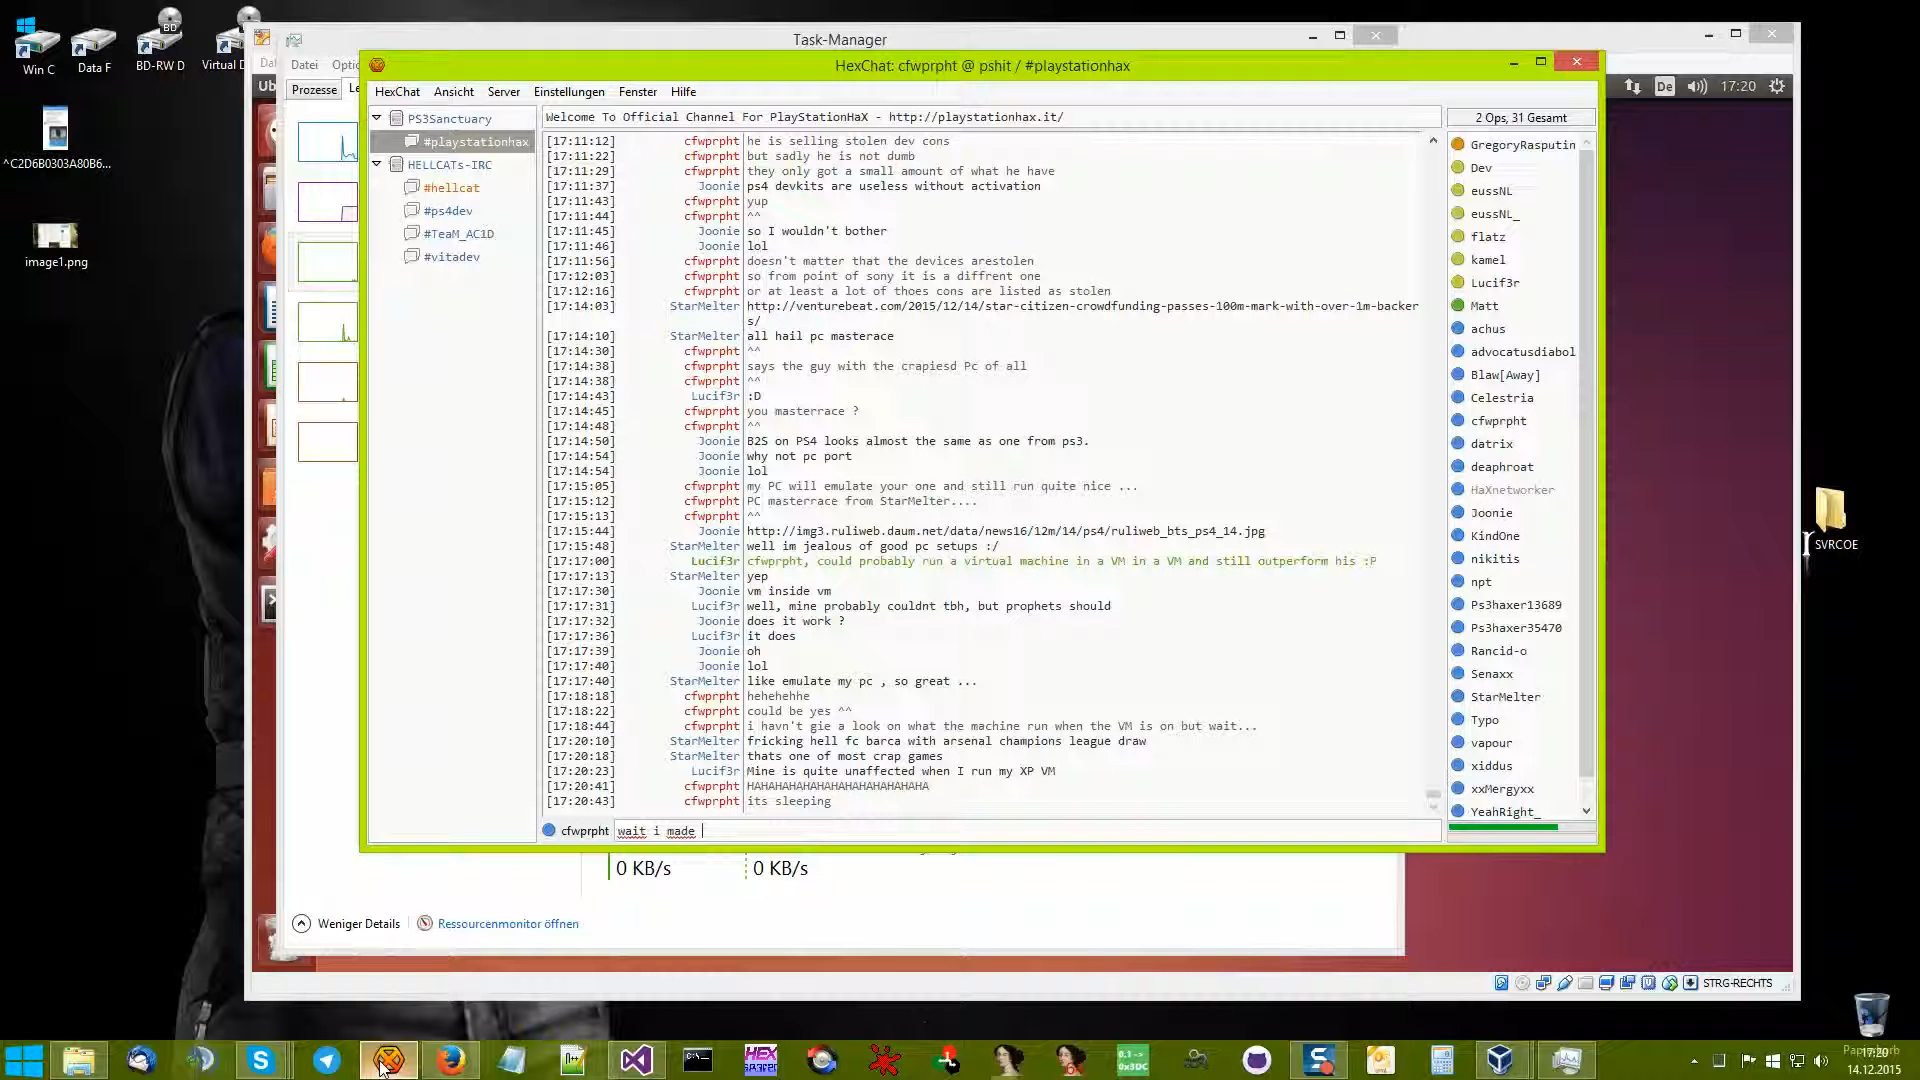 Win C
Data F
BD-RW D
^C2D6B0303A80B6...
image1.png
SVRCOE
Task-Manager
Datei
Prozesse
HexChat: cfwprpht @ pshit / #playstationhax
De
17:20
HexChat Ansicht Server Einstellungen Fenster Hilfe
PS3Sanctuary
#playstationhax
HELLCATs-IRC
#hellcat
#ps4dev
#TeaM_AC1D
#vitadev
Welcome To Official Channel For PlayStationHaX - http://playstationhax.it/
[17:11:12] cfwprpht he is selling stolen dev cons
[17:11:22] cfwprpht but sadly he is not dumb
[17:11:29] cfwprpht they only got a small amount of what he have
[17:11:37] Joonie ps4 devkits are useless without activation
[17:11:43] cfwprpht yup
[17:11:44] cfwprpht ^^
[17:11:45] Joonie so I wouldn't bother
[17:11:46] Joonie lol
[17:11:56] cfwprpht doesn't matter that the devices arestolen
[17:12:03] cfwprpht so from point of sony it is a diffrent one
[17:12:16] cfwprpht or at least a lot of thoes cons are listed as stolen
[17:14:03] StarMelter http://venturebeat.com/2015/12/14/star-citizen-crowdfunding-passes-100m-mark-with-over-1m-backer
s/
[17:14:10] StarMelter all hail pc masterace
[17:14:30] cfwprpht ^^
[17:14:38] cfwprpht says the guy with the crapiesd Pc of all
[17:14:38] cfwprpht ^^
[17:14:43] Lucif3r :D
[17:14:45] cfwprpht you masterrace ?
[17:14:48] cfwprpht ^^
[17:14:50] Joonie B2S on PS4 looks almost the same as one from ps3.
[17:14:54] Joonie why not pc port
[17:14:54] Joonie lol
[17:15:05] cfwprpht my PC will emulate your one and still run quite nice ...
[17:15:12] cfwprpht PC masterrace from StarMelter....
[17:15:13] cfwprpht ^^
[17:15:44] Joonie http://img3.ruliweb.daum.net/data/news16/12m/14/ps4/ruliweb_bts_ps4_14.jpg
[17:15:48] StarMelter well im jealous of good pc setups :/
[17:17:00] Lucif3r cfwprpht, could probably run a virtual machine in a VM in a VM and still outperform his :P
[17:17:13] StarMelter yep
[17:17:30] Joonie vm inside vm
[17:17:31] Lucif3r well, mine probably couldnt tbh, but prophets should
[17:17:32] Joonie does it work ?
[17:17:36] Lucif3r it does
[17:17:39] Joonie oh
[17:17:40] Joonie lol
[17:17:40] StarMelter like emulate my pc , so great ...
[17:18:18] cfwprpht hehehehhe
[17:18:22] cfwprpht could be yes ^^
[17:18:44] cfwprpht i havn't gie a look on what the machine run when the VM is on but wait...
[17:20:10] StarMelter fricking hell fc barca with arsenal champions league draw
[17:20:18] StarMelter thats one of most crap games
[17:20:23] Lucif3r Mine is quite unaffected when I run my XP VM
[17:20:41] cfwprpht HAHAHAHAHAHAHAHAHAHAHAHAHA
[17:20:43] cfwprpht its sleeping
cfwprpht wait i made
2 Ops, 31 Gesamt
GregoryRasputin
Dev
eussNL
eussNL_
flatz
kamel
Lucif3r
Matt
achus
advocatusdiabol
Blaw[Away]
Celestria
cfwprpht
datrix
deaphroat
HaXnetworker
Joonie
KindOne
nikitis
npt
Ps3haxer13689
Ps3haxer35470
Rancid-o
Senaxx
StarMelter
Typo
vapour
xiddus
xxMergyxx
YeahRight_
0 KB/s 0 KB/s
Weniger Details
Ressourcenmonitor öffnen
STRG-RECHTS
17:20
14.12.2015